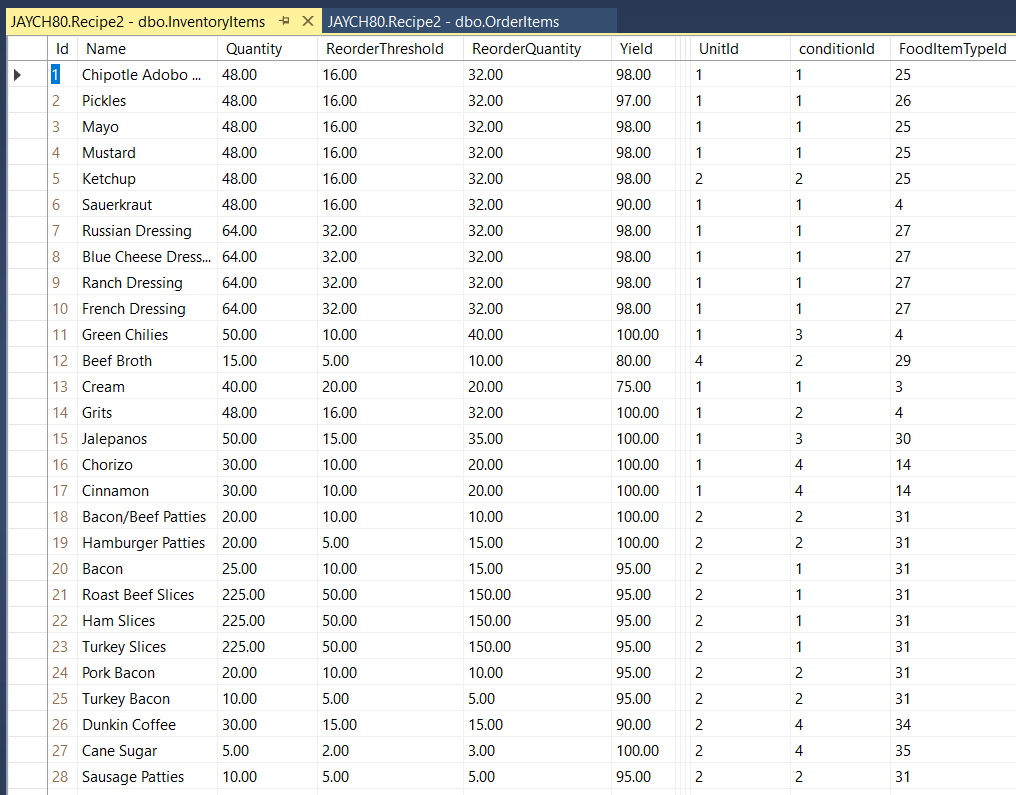 JAYCH80.Recipe2 - dbo.InventoryItems JAYCH80.Recipe2 - dbo.OrderItems
Id Name Quantity ReorderThreshold ReorderQuantity Yield UnitId conditionId FoodItemTypeId
1 Chipotle Adobo ... 48.00 16.00 32.00 98.00 1 1 25
2 Pickles 48.00 16.00 32.00 97.00 1 1 26
3 Mayo 48.00 16.00 32.00 98.00 1 1 25
4 Mustard 48.00 16.00 32.00 98.00 1 1 25
5 Ketchup 48.00 16.00 32.00 98.00 2 2 25
6 Sauerkraut 48.00 16.00 32.00 90.00 1 1 4
7 Russian Dressing 64.00 32.00 32.00 98.00 1 1 27
8 Blue Cheese Dress... 64.00 32.00 32.00 98.00 1 1 27
9 Ranch Dressing 64.00 32.00 32.00 98.00 1 1 27
10 French Dressing 64.00 32.00 32.00 98.00 1 1 27
11 Green Chilies 50.00 10.00 40.00 100.00 1 3 4
12 Beef Broth 15.00 5.00 10.00 80.00 4 2 29
13 Cream 40.00 20.00 20.00 75.00 1 1 3
14 Grits 48.00 16.00 32.00 100.00 1 2 4
15 Jalepanos 50.00 15.00 35.00 100.00 1 3 30
16 Chorizo 30.00 10.00 20.00 100.00 1 4 14
17 Cinnamon 30.00 10.00 20.00 100.00 1 4 14
18 Bacon/Beef Patties 20.00 10.00 10.00 100.00 2 2 31
19 Hamburger Patties 20.00 5.00 15.00 100.00 2 2 31
20 Bacon 25.00 10.00 15.00 95.00 2 1 31
21 Roast Beef Slices 225.00 50.00 150.00 95.00 2 1 31
22 Ham Slices 225.00 50.00 150.00 95.00 2 1 31
23 Turkey Slices 225.00 50.00 150.00 95.00 2 1 31
24 Pork Bacon 20.00 10.00 10.00 95.00 2 2 31
25 Turkey Bacon 10.00 5.00 5.00 95.00 2 2 31
26 Dunkin Coffee 30.00 15.00 15.00 90.00 2 4 34
27 Cane Sugar 5.00 2.00 3.00 100.00 2 4 35
28 Sausage Patties 10.00 5.00 5.00 95.00 2 2 31